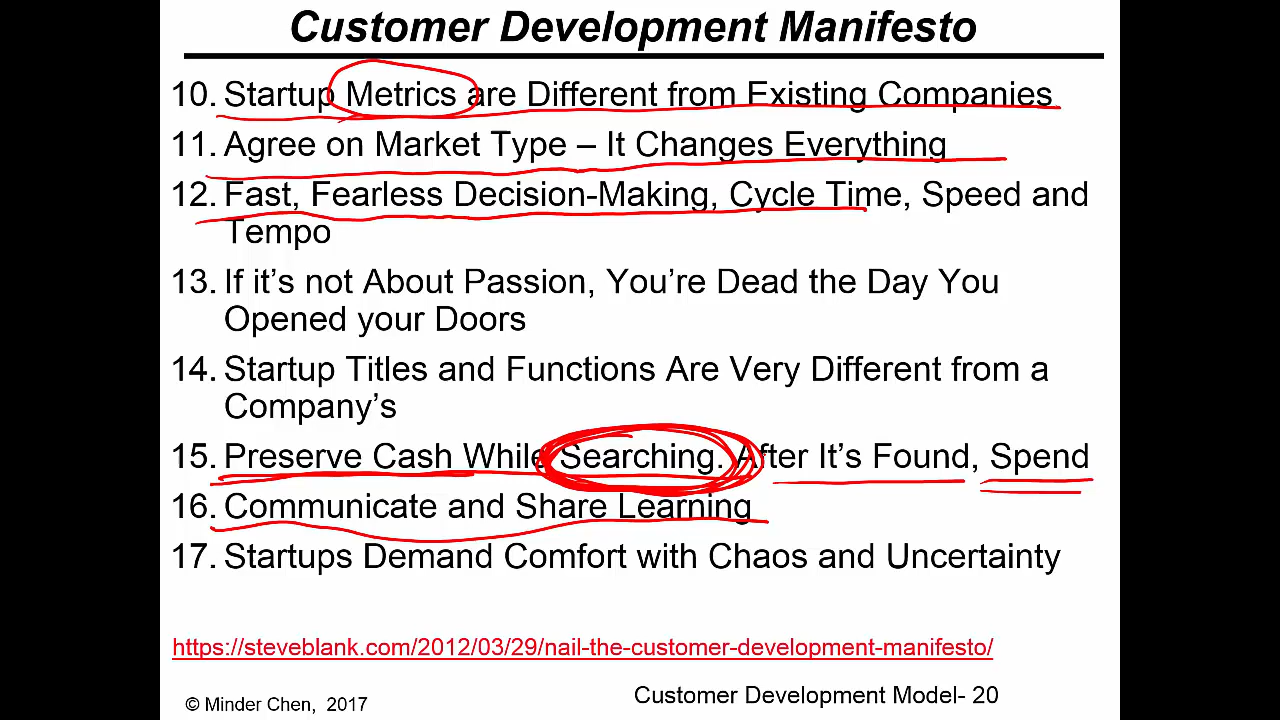 Customer Development Manifesto
10. Startup Metrics are Different from Existing Companies
11. Agree on Market Type – It Changes Everything
12. Fast, Fearless Decision-Making, Cycle Time, Speed and
Tempo
13. If it's not About Passion, You're Dead the Day You
Opened your Doors
14. Startup Titles and Functions Are Very Different from a
Company's
15. Preserve Cash While Searching. After It's Found, Spend
16. Communicate and Share Learning
17. Startups Demand Comfort with Chaos and Uncertainty
https://steveblank.com/2012/03/29/nail-the-customer-development-manifesto/
© Minder Chen, 2017
Customer Development Model- 20